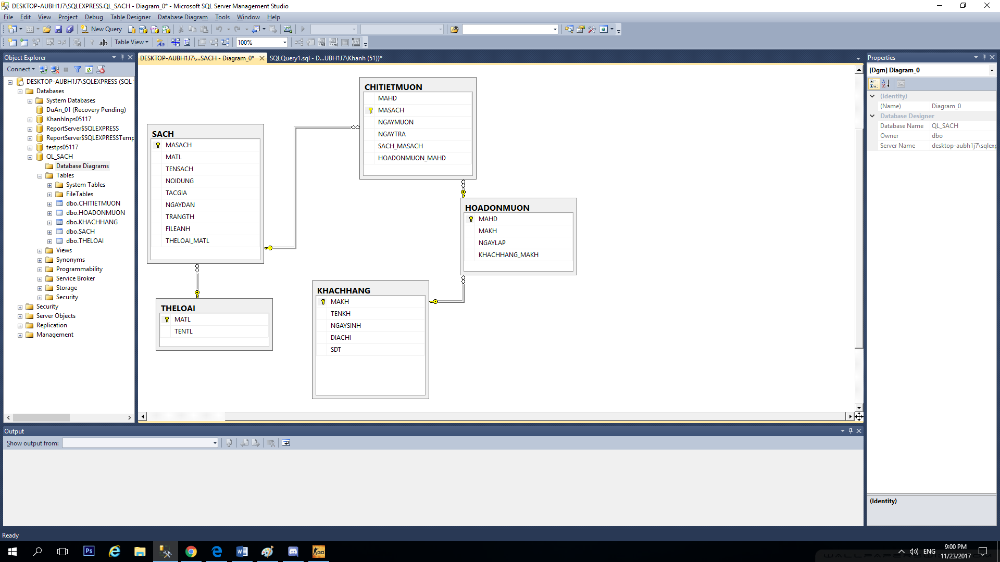 DESKTOP-AUBH1J7\SQLEXPRESS.QL_SACH - Diagram_0* - Microsoft SQL Server Management Studio
File Edit View Project Debug Table Designer Database Diagram Tools Window Help
New Query
Table View
100%
Object Explorer
Connect
DESKTOP-AUBH1J7\SQLEXPRESS (SQL
Databases
System Databases
DuAn_01 (Recovery Pending)
KhanhInps05117
ReportServer$SQLEXPRESS
ReportServer$SQLEXPRESSTemp
testps05117
QL_SACH
Database Diagrams
Tables
System Tables
FileTables
dbo.CHITIETMUON
dbo.HOADONMUON
dbo.KHACHHANG
dbo.SACH
dbo.THELOAI
Views
Synonyms
Programmability
Service Broker
Storage
Security
Security
Server Objects
Replication
Management
DESKTOP-AUBH1J7\...SACH - Diagram_0*
SQLQuery1.sql - D...UBH1J7\Khanh (51))*
SACH
MASACH
MATL
TENSACH
NOIDUNG
TACGIA
NGAYDAN
TRANGTH
FILEANH
THELOAI_MATL
THELOAI
MATL
TENTL
CHITIETMUON
MAHD
MASACH
NGAYMUON
NGAYTRA
SACH_MASACH
HOADONMUON_MAHD
HOADONMUON
MAHD
MAKH
NGAYLAP
KHACHHANG_MAKH
KHACHHANG
MAKH
TENKH
NGAYSINH
DIACHI
SDT
Properties
[Dgm] Diagram_0
(Identity)
(Name) Diagram_0
Database Designer
Database Name QL_SACH
Owner dbo
Server Name desktop-aubh1j7\sqlexp
(Identity)
Output
Show output from:
Ready
Ps
GO
ENG
9:00 PM
11/23/2017